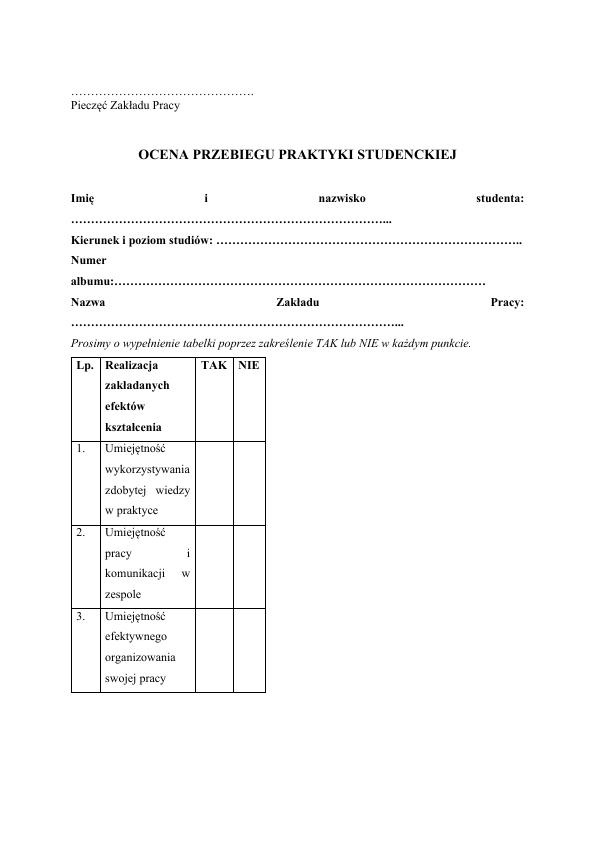 ……………………………………….
Pieczęć Zakładu Pracy
OCENA PRZEBIEGU PRAKTYKI STUDENCKIEJ
Imię i nazwisko studenta:
……………………………………………………………………...
Kierunek i poziom studiów: …………………………………………………………………..
Numer
albumu:…………………………………………………………………………………
Nazwa Zakładu Pracy:
………………………………………………………………………...
Prosimy o wypełnienie tabelki poprzez zakreślenie TAK lub NIE w każdym punkcie.
Lp. Realizacja TAK NIE
zakładanych
efektów
kształcenia
1. Umiejętność
wykorzystywania
zdobytej wiedzy
w praktyce
2. Umiejętność
pracy i
komunikacji w
zespole
3. Umiejętność
efektywnego
organizowania
swojej pracy